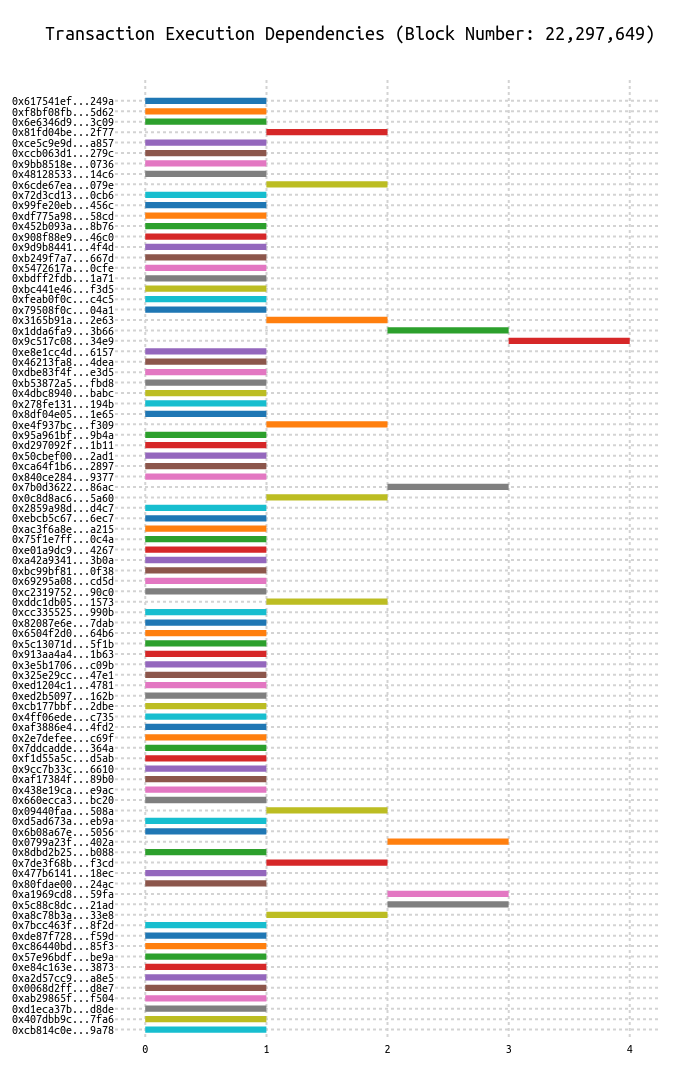 Transaction Execution Dependencies (Block Number: 22,297,649)
0x617541ef...249a
0xf8bf08fb...5d62
0x6e6346d9...3c09
0x81fd04be...2f77
0xce5c9e9d...a857
0xccb063d1...279c
0x9bb8518e...0736
0x48128533...14c6
0x6cde67ea...079e
0x72d3cd13...0cb6
0x99fe20eb...456c
0xdf775a98...58cd
0x452b093a...8b76
0x908f88e9...46c0
0x9d9b8441...4f4d
0xb249f7a7...667d
0x5472617a...0cfe
0xbdff2fdb...1a71
0xbc441e46...f3d5
0xfeab0f0c...c4c5
0x79508f0c...04a1
0x3165b91a...2e63
0x1dda6fa9...3b66
0x9c517c08...34e9
0xe8e1cc4d...6157
0x46213fa8...4dea
0xdbe83f4f...e3d5
0xb53872a5...fbd8
0x4dbc8940...babc
0x278fe131...194b
0x8df04e05...1e65
0xe4f937bc...f309
0x95a961bf...9b4a
0xd297092f...1b11
0x50cbef00...2ad1
0xca64f1b6...2897
0x840ce284...9377
0x7b0d3622...86ac
0x0c8d8ac6...5a60
0x2859a98d...d4c7
0xebcb5c67...6ec7
0xac3f6a8e...a215
0x75f1e7ff...0c4a
0xe01a9dc9...4267
0xa42a9341...3b0a
0xbc99bf81...0f38
0x69295a08...cd5d
0xc2319752...90c0
0xddc1db05...1573
0xcc335525...990b
0x82087e6e...7dab
0x6504f2d0...64b6
0x5c13071d...5f1b
0x913aa4a4...1b63
0x3e5b1706...c09b
0x325e29cc...47e1
0xed1204c1...4781
0xed2b5097...162b
0xcb177bbf...2dbe
0x4ff06ede...c735
0xaf3886e4...4fd2
0x2e7defee...c69f
0x7ddcadde...364a
0xf1d55a5c...d5ab
0x9cc7b33c...6610
0xaf17384f...89b0
0x438e19ca...e9ac
0x660ecca3...bc20
0x09440faa...508a
0xd5ad673a...eb9a
0x6b08a67e...5056
0x0799a23f...402a
0x8dbd2b25...b088
0x7de3f68b...f3cd
0x477b6141...18ec
0x80fdae00...24ac
0xa1969cd8...59fa
0x5c88c8dc...21ad
0xa8c78b3a...33e8
0x7bcc463f...8f2d
0xde87f728...f59d
0xc86440bd...85f3
0x57e96bdf...be9a
0xe84c163e...3873
0xa2d57cc9...a8e5
0x0068d2ff...d8e7
0xab29865f...f504
0xd1eca37b...d8de
0x407dbb9c...7fa6
0xcb814c0e...9a78
0 1 2 3 4